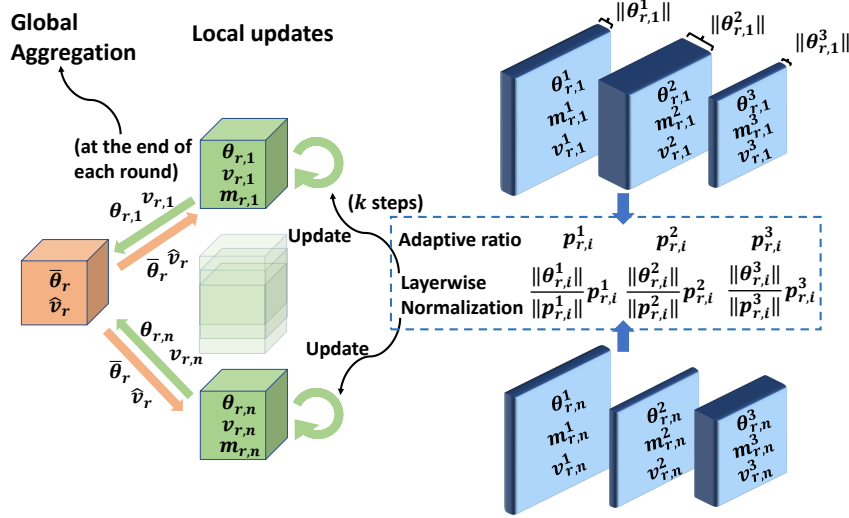 Global
Aggregation
Local updates
(at the end of
each round)
θ_{r,1}
v_{r,1}
m_{r,1}
θ_{r,1} v_{r,1}
θ̅_r v̂_r
(k steps)
Update
θ̅_r
v̂_r
θ_{r,n}
v_{r,n}
θ̅_r
v̂_r
Update
θ_{r,n}
v_{r,n}
m_{r,n}
‖θ^1_{r,1}‖
‖θ^2_{r,1}‖
‖θ^3_{r,1}‖
θ^1_{r,1}
m^1_{r,1}
v^1_{r,1}
θ^2_{r,1}
m^2_{r,1}
v^2_{r,1}
θ^3_{r,1}
m^3_{r,1}
v^3_{r,1}
Adaptive ratio p^1_{r,i} p^2_{r,i} p^3_{r,i}
Layerwise
Normalization
‖θ^1_{r,i}‖/‖p^1_{r,i}‖ p^1_{r,i} ‖θ^2_{r,i}‖/‖p^2_{r,i}‖ p^2_{r,i} ‖θ^3_{r,i}‖/‖p^3_{r,i}‖ p^3_{r,i}
θ^1_{r,n}
m^1_{r,n}
v^1_{r,n}
θ^2_{r,n}
m^2_{r,n}
v^2_{r,n}
θ^3_{r,n}
m^3_{r,n}
v^3_{r,n}